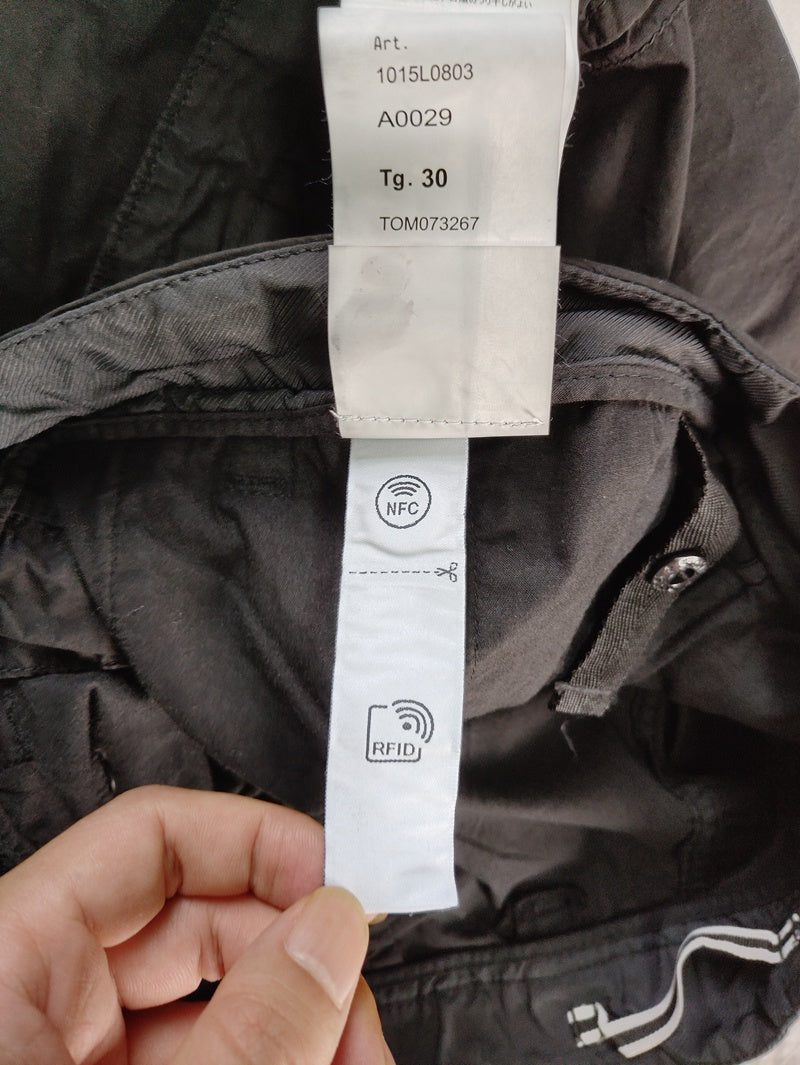 Art.
1015L0803
A0029
Tg. 30
TOM073267
NFC
RFID